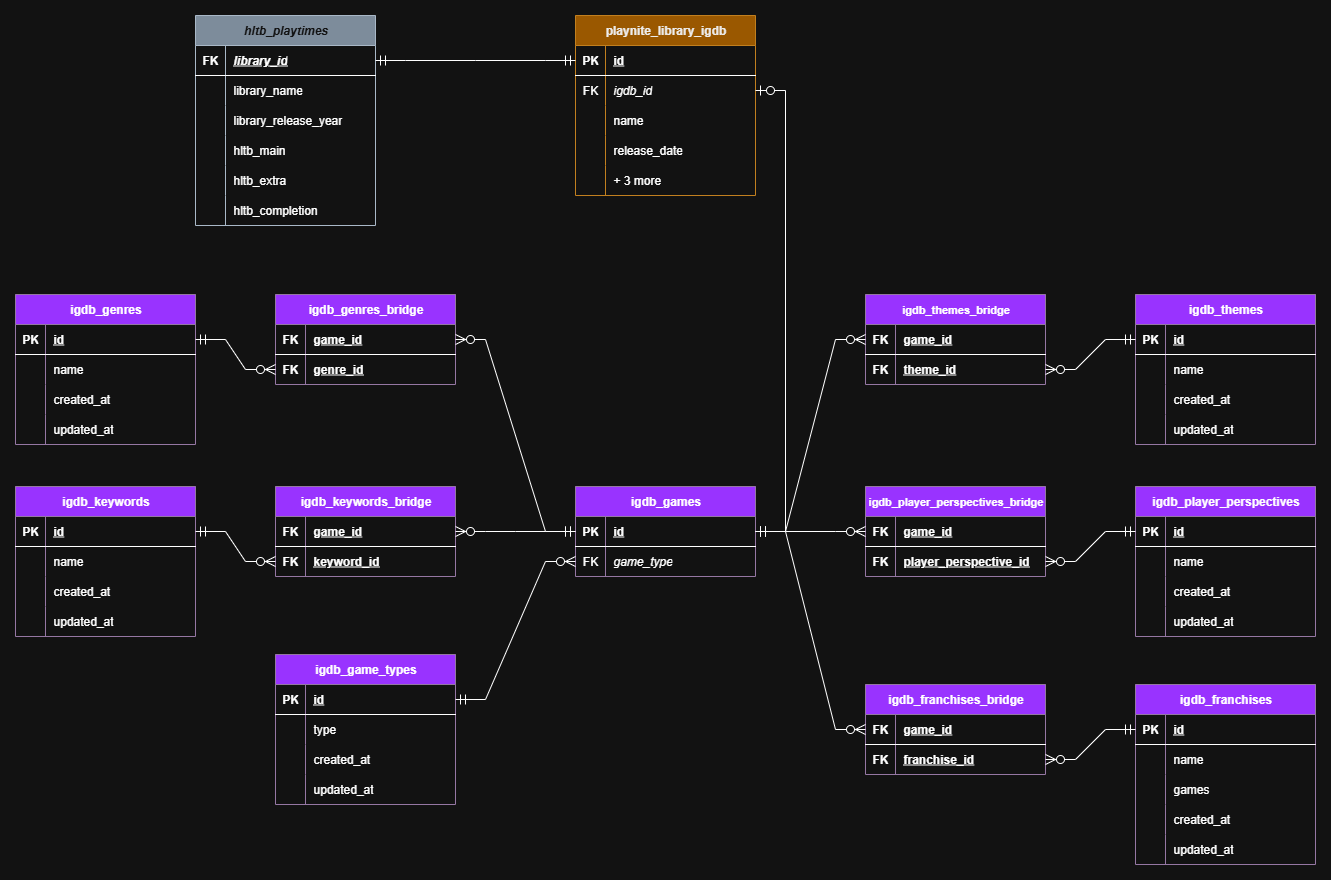 hltb_playtimes
FK library_id
library_name
library_release_year
hltb_main
hltb_extra
hltb_completion
playnite_library_igdb
PK id
FK igdb_id
name
release_date
+ 3 more
igdb_genres
PK id
name
created_at
updated_at
igdb_genres_bridge
FK game_id
FK genre_id
igdb_themes_bridge
FK game_id
FK theme_id
igdb_themes
PK id
name
created_at
updated_at
igdb_keywords
PK id
name
created_at
updated_at
igdb_keywords_bridge
FK game_id
FK keyword_id
igdb_games
PK id
FK game_type
igdb_player_perspectives_bridge
FK game_id
FK player_perspective_id
igdb_player_perspectives
PK id
name
created_at
updated_at
igdb_game_types
PK id
type
created_at
updated_at
igdb_franchises_bridge
FK game_id
FK franchise_id
igdb_franchises
PK id
name
games
created_at
updated_at